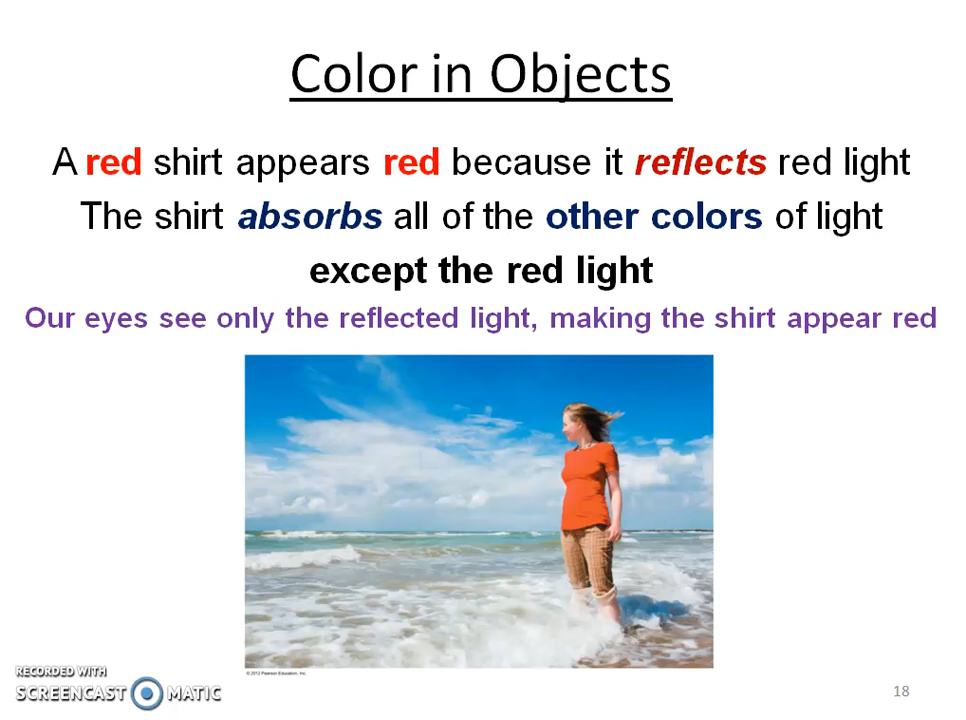 Color in Objects
A red shirt appears red because it reflects red light
The shirt absorbs all of the other colors of light
except the red light
Our eyes see only the reflected light, making the shirt appear red
© 2012 Pearson Education, Inc.
RECORDED WITH
SCREENCAST MATIC
18